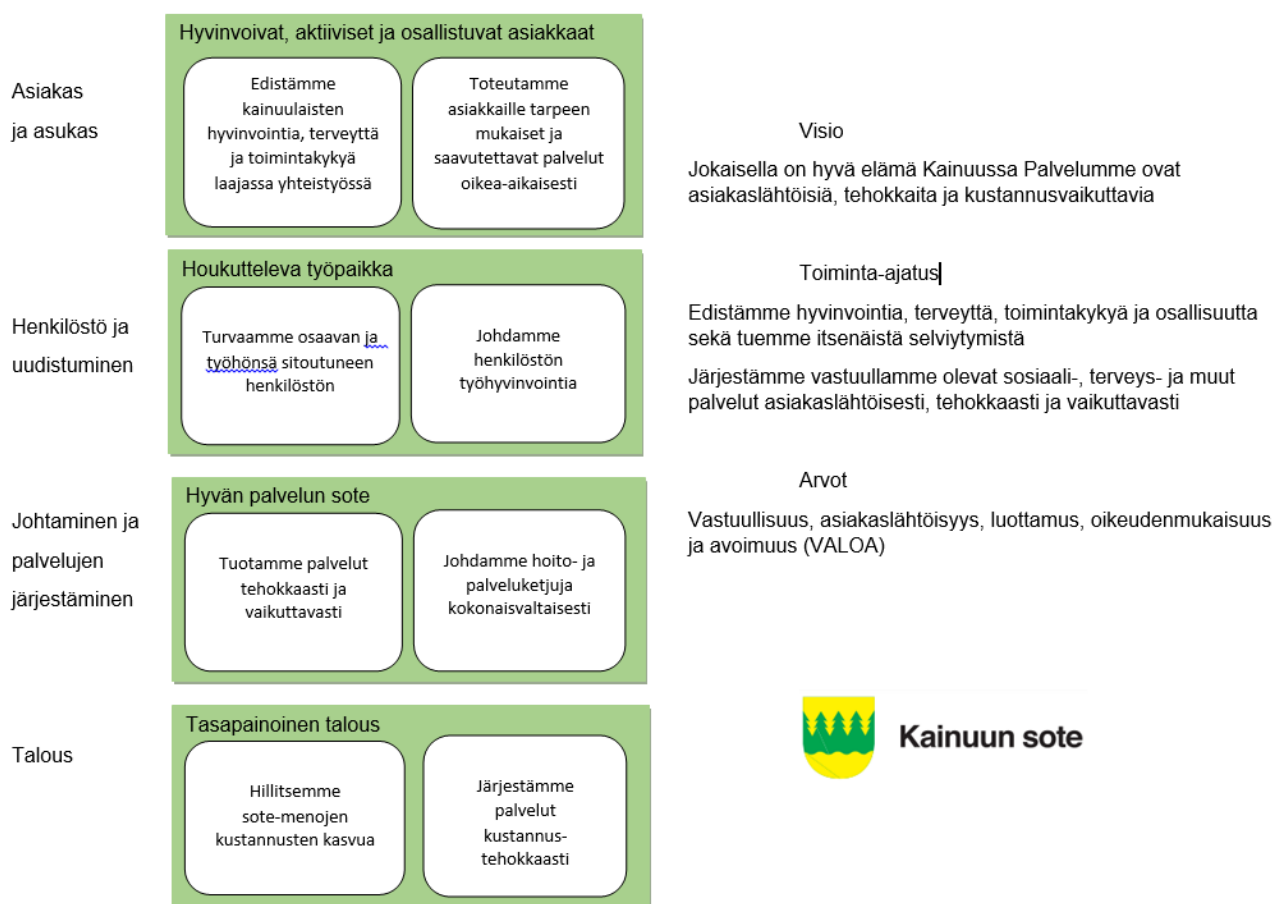 Asiakas
ja asukas
Hyvinvoivat, aktiiviset ja osallistuvat asiakkaat
Edistämme
kainuulaisten
hyvinvointia, terveyttä
ja toimintakykyä
laajassa yhteistyössä
Toteutamme
asiakkaille tarpeen
mukaiset ja
saavutettavat palvelut
oikea-aikaisesti
Henkilöstö ja
uudistuminen
Houkutteleva työpaikka
Turvaamme osaavan ja
työhönsä sitoutuneen
henkilöstön
Johdamme
henkilöstön
työhyvinvointia
Johtaminen ja
palvelujen
järjestäminen
Hyvän palvelun sote
Tuotamme palvelut
tehokkaasti ja
vaikuttavasti
Johdamme hoito- ja
palveluketjuja
kokonaisvaltaisesti
Talous
Tasapainoinen talous
Hillitsemme
sote-menojen
kustannusten kasvua
Järjestämme
palvelut
kustannus-
tehokkaasti
Visio
Jokaisella on hyvä elämä Kainuussa Palvelumme ovat
asiakaslähtöisiä, tehokkaita ja kustannusvaikuttavia
Toiminta-ajatus
Edistämme hyvinvointia, terveyttä, toimintakykyä ja osallisuutta
sekä tuemme itsenäistä selviytymistä
Järjestämme vastuullamme olevat sosiaali-, terveys- ja muut
palvelut asiakaslähtöisesti, tehokkaasti ja vaikuttavasti
Arvot
Vastuullisuus, asiakaslähtöisyys, luottamus, oikeudenmukaisuus
ja avoimuus (VALOA)
Kainuun sote